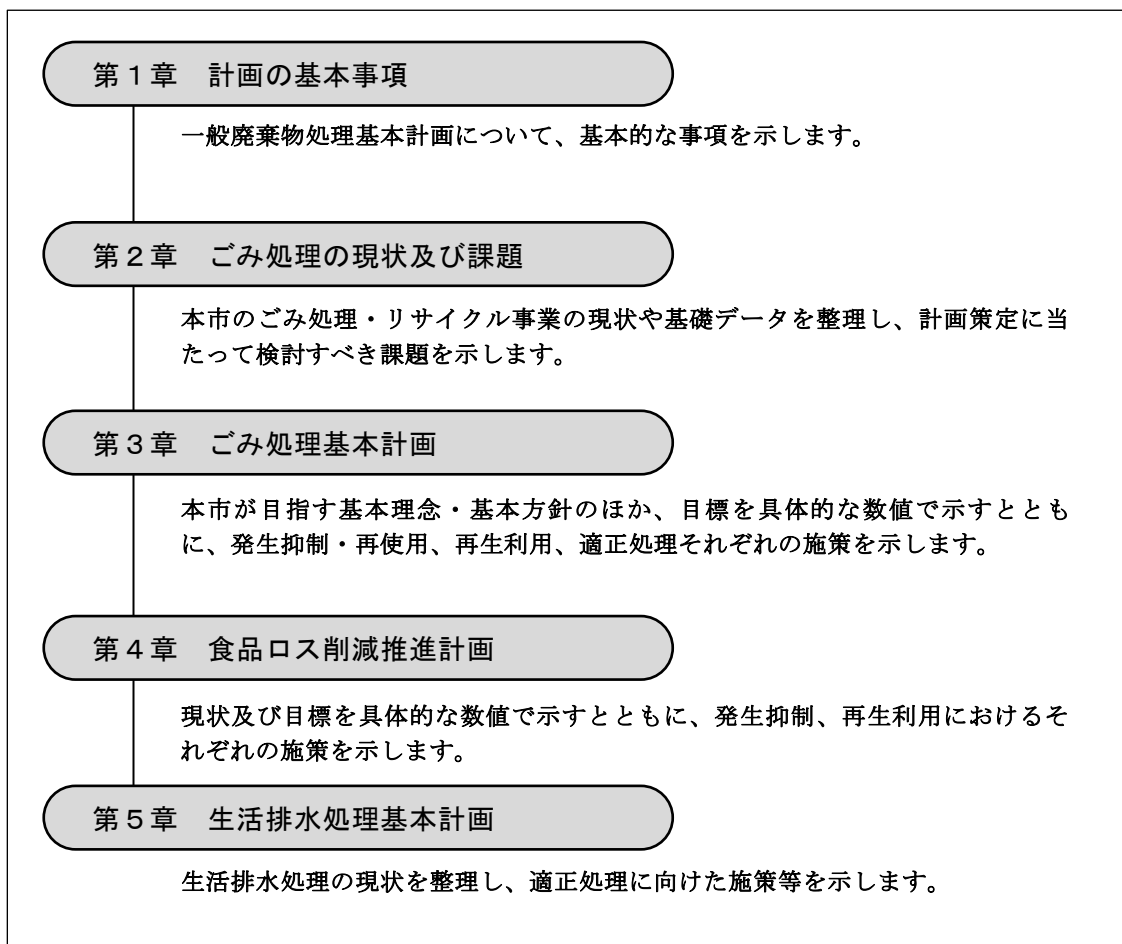 第１章　計画の基本事項
一般廃棄物処理基本計画について、基本的な事項を示します。
第２章　ごみ処理の現状及び課題
本市のごみ処理・リサイクル事業の現状や基礎データを整理し、計画策定に当
たって検討すべき課題を示します。
第３章　ごみ処理基本計画
本市が目指す基本理念・基本方針のほか、目標を具体的な数値で示すととも
に、発生抑制・再使用、再生利用、適正処理それぞれの施策を示します。
第４章　食品ロス削減推進計画
現状及び目標を具体的な数値で示すとともに、発生抑制、再生利用におけるそ
れぞれの施策を示します。
第５章　生活排水処理基本計画
生活排水処理の現状を整理し、適正処理に向けた施策等を示します。